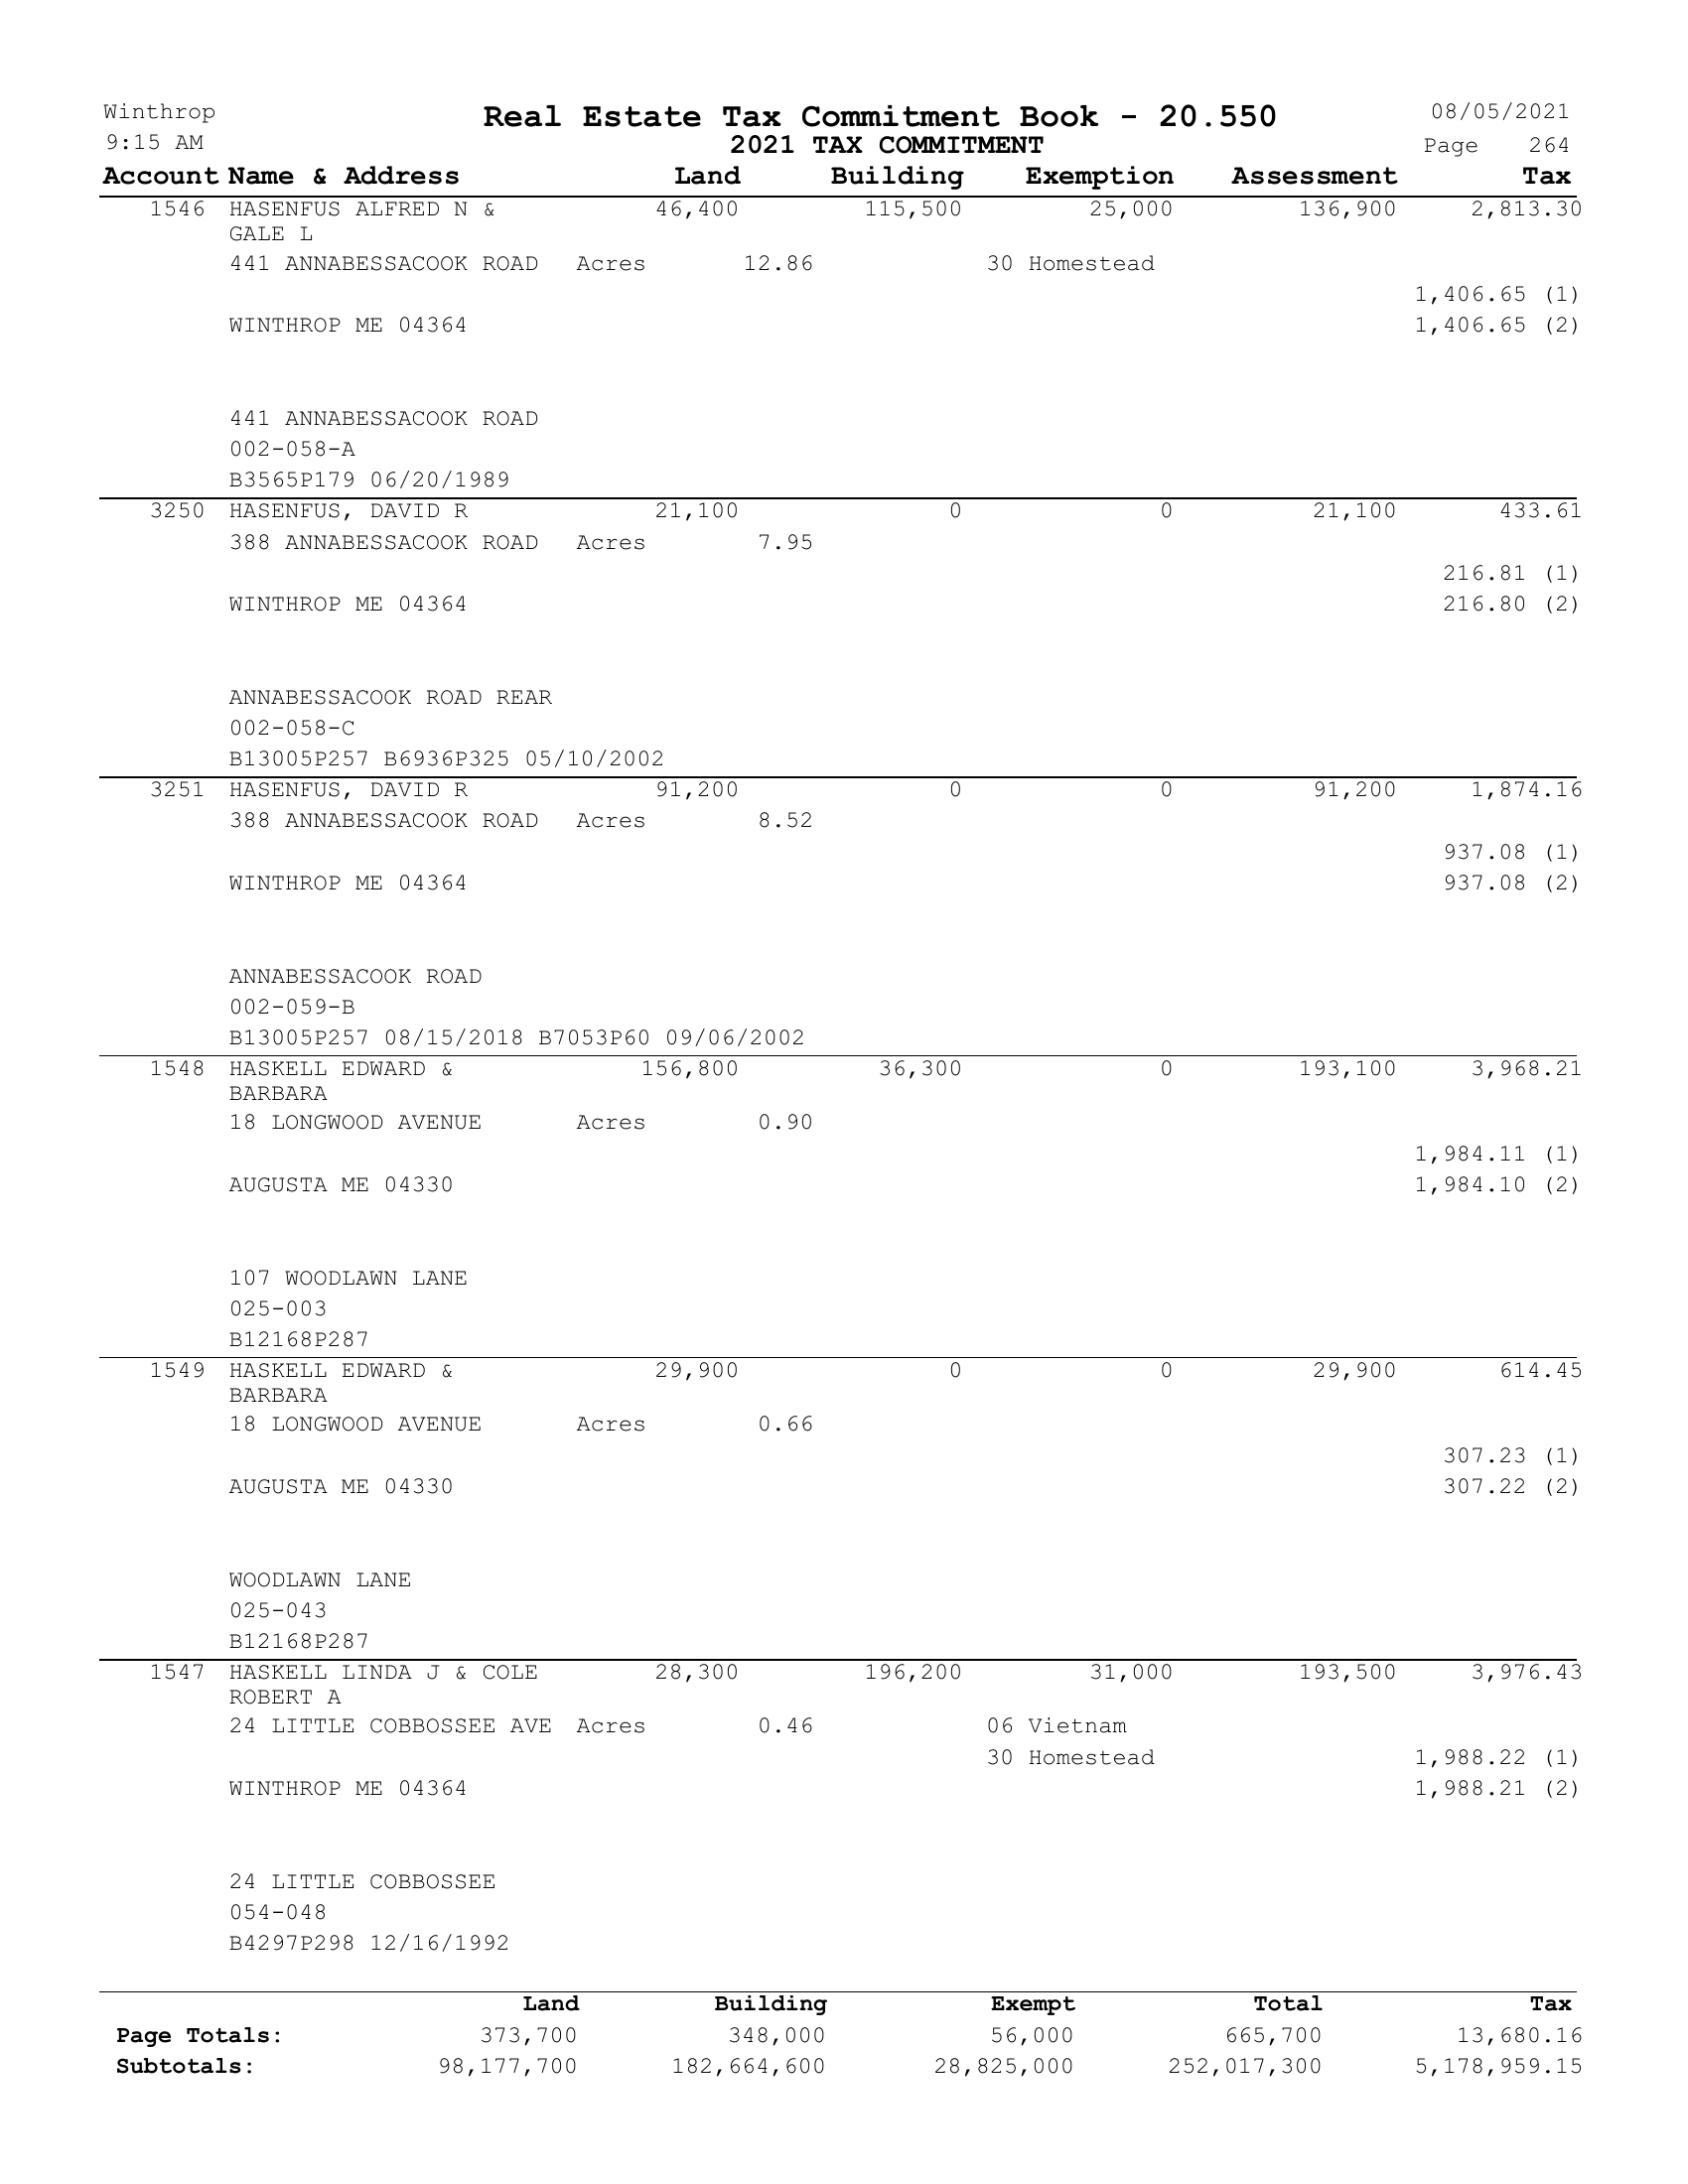 Winthrop Real Estate Tax Commitment Book - 20.550 08/05/2021
9:15 AM 2021 TAX COMMITMENT Page 264
Account Name & Address Land Building Exemption Assessment Tax
1546 HASENFUS ALFRED N & 46,400 115,500 25,000 136,900 2,813.30
GALE L
441 ANNABESSACOOK ROAD Acres 12.86 30 Homestead
1,406.65 (1)
WINTHROP ME 04364 1,406.65 (2)
441 ANNABESSACOOK ROAD
002-058-A
B3565P179 06/20/1989
3250 HASENFUS, DAVID R 21,100 0 0 21,100 433.61
388 ANNABESSACOOK ROAD Acres 7.95
216.81 (1)
WINTHROP ME 04364 216.80 (2)
ANNABESSACOOK ROAD REAR
002-058-C
B13005P257 B6936P325 05/10/2002
3251 HASENFUS, DAVID R 91,200 0 0 91,200 1,874.16
388 ANNABESSACOOK ROAD Acres 8.52
937.08 (1)
WINTHROP ME 04364 937.08 (2)
ANNABESSACOOK ROAD
002-059-B
B13005P257 08/15/2018 B7053P60 09/06/2002
1548 HASKELL EDWARD & 156,800 36,300 0 193,100 3,968.21
BARBARA
18 LONGWOOD AVENUE Acres 0.90
1,984.11 (1)
AUGUSTA ME 04330 1,984.10 (2)
107 WOODLAWN LANE
025-003
B12168P287
1549 HASKELL EDWARD & 29,900 0 0 29,900 614.45
BARBARA
18 LONGWOOD AVENUE Acres 0.66
307.23 (1)
AUGUSTA ME 04330 307.22 (2)
WOODLAWN LANE
025-043
B12168P287
1547 HASKELL LINDA J & COLE 28,300 196,200 31,000 193,500 3,976.43
ROBERT A
24 LITTLE COBBOSSEE AVE Acres 0.46 06 Vietnam
30 Homestead 1,988.22 (1)
WINTHROP ME 04364 1,988.21 (2)
24 LITTLE COBBOSSEE
054-048
B4297P298 12/16/1992
Land Building Exempt Total Tax
Page Totals: 373,700 348,000 56,000 665,700 13,680.16
Subtotals: 98,177,700 182,664,600 28,825,000 252,017,300 5,178,959.15